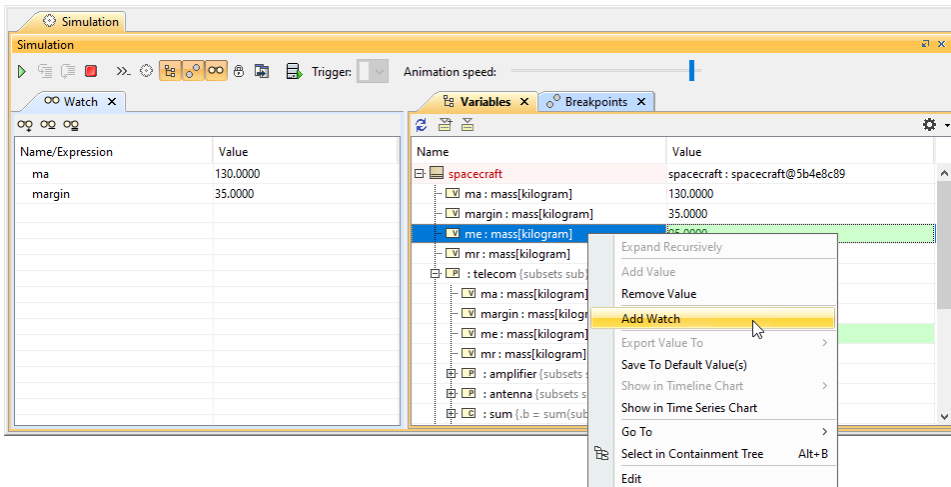 Simulation
Simulation
Trigger:
Animation speed:
Watch
Name/Expression Value
ma 130.0000
margin 35.0000
Variables
Breakpoints
Name Value
spacecraft spacecraft : spacecraft@5b4e8c89
V ma : mass[kilogram] 130.0000
V margin : mass[kilogram] 35.0000
V me : mass[kilogram] 95.0000
V mr : mass[kilogram]
P : telecom {subsets sub}
V ma : mass[kilogram]
V margin : mass[kilogr
V me : mass[kilogram]
V mr : mass[kilogram]
P : amplifier {subsets s
P : antenna {subsets s
C : sum {.b = sum(sub
Expand Recursively
Add Value
Remove Value
Add Watch
Export Value To
Save To Default Value(s)
Show in Timeline Chart
Show in Time Series Chart
Go To
Select in Containment Tree Alt+B
Edit